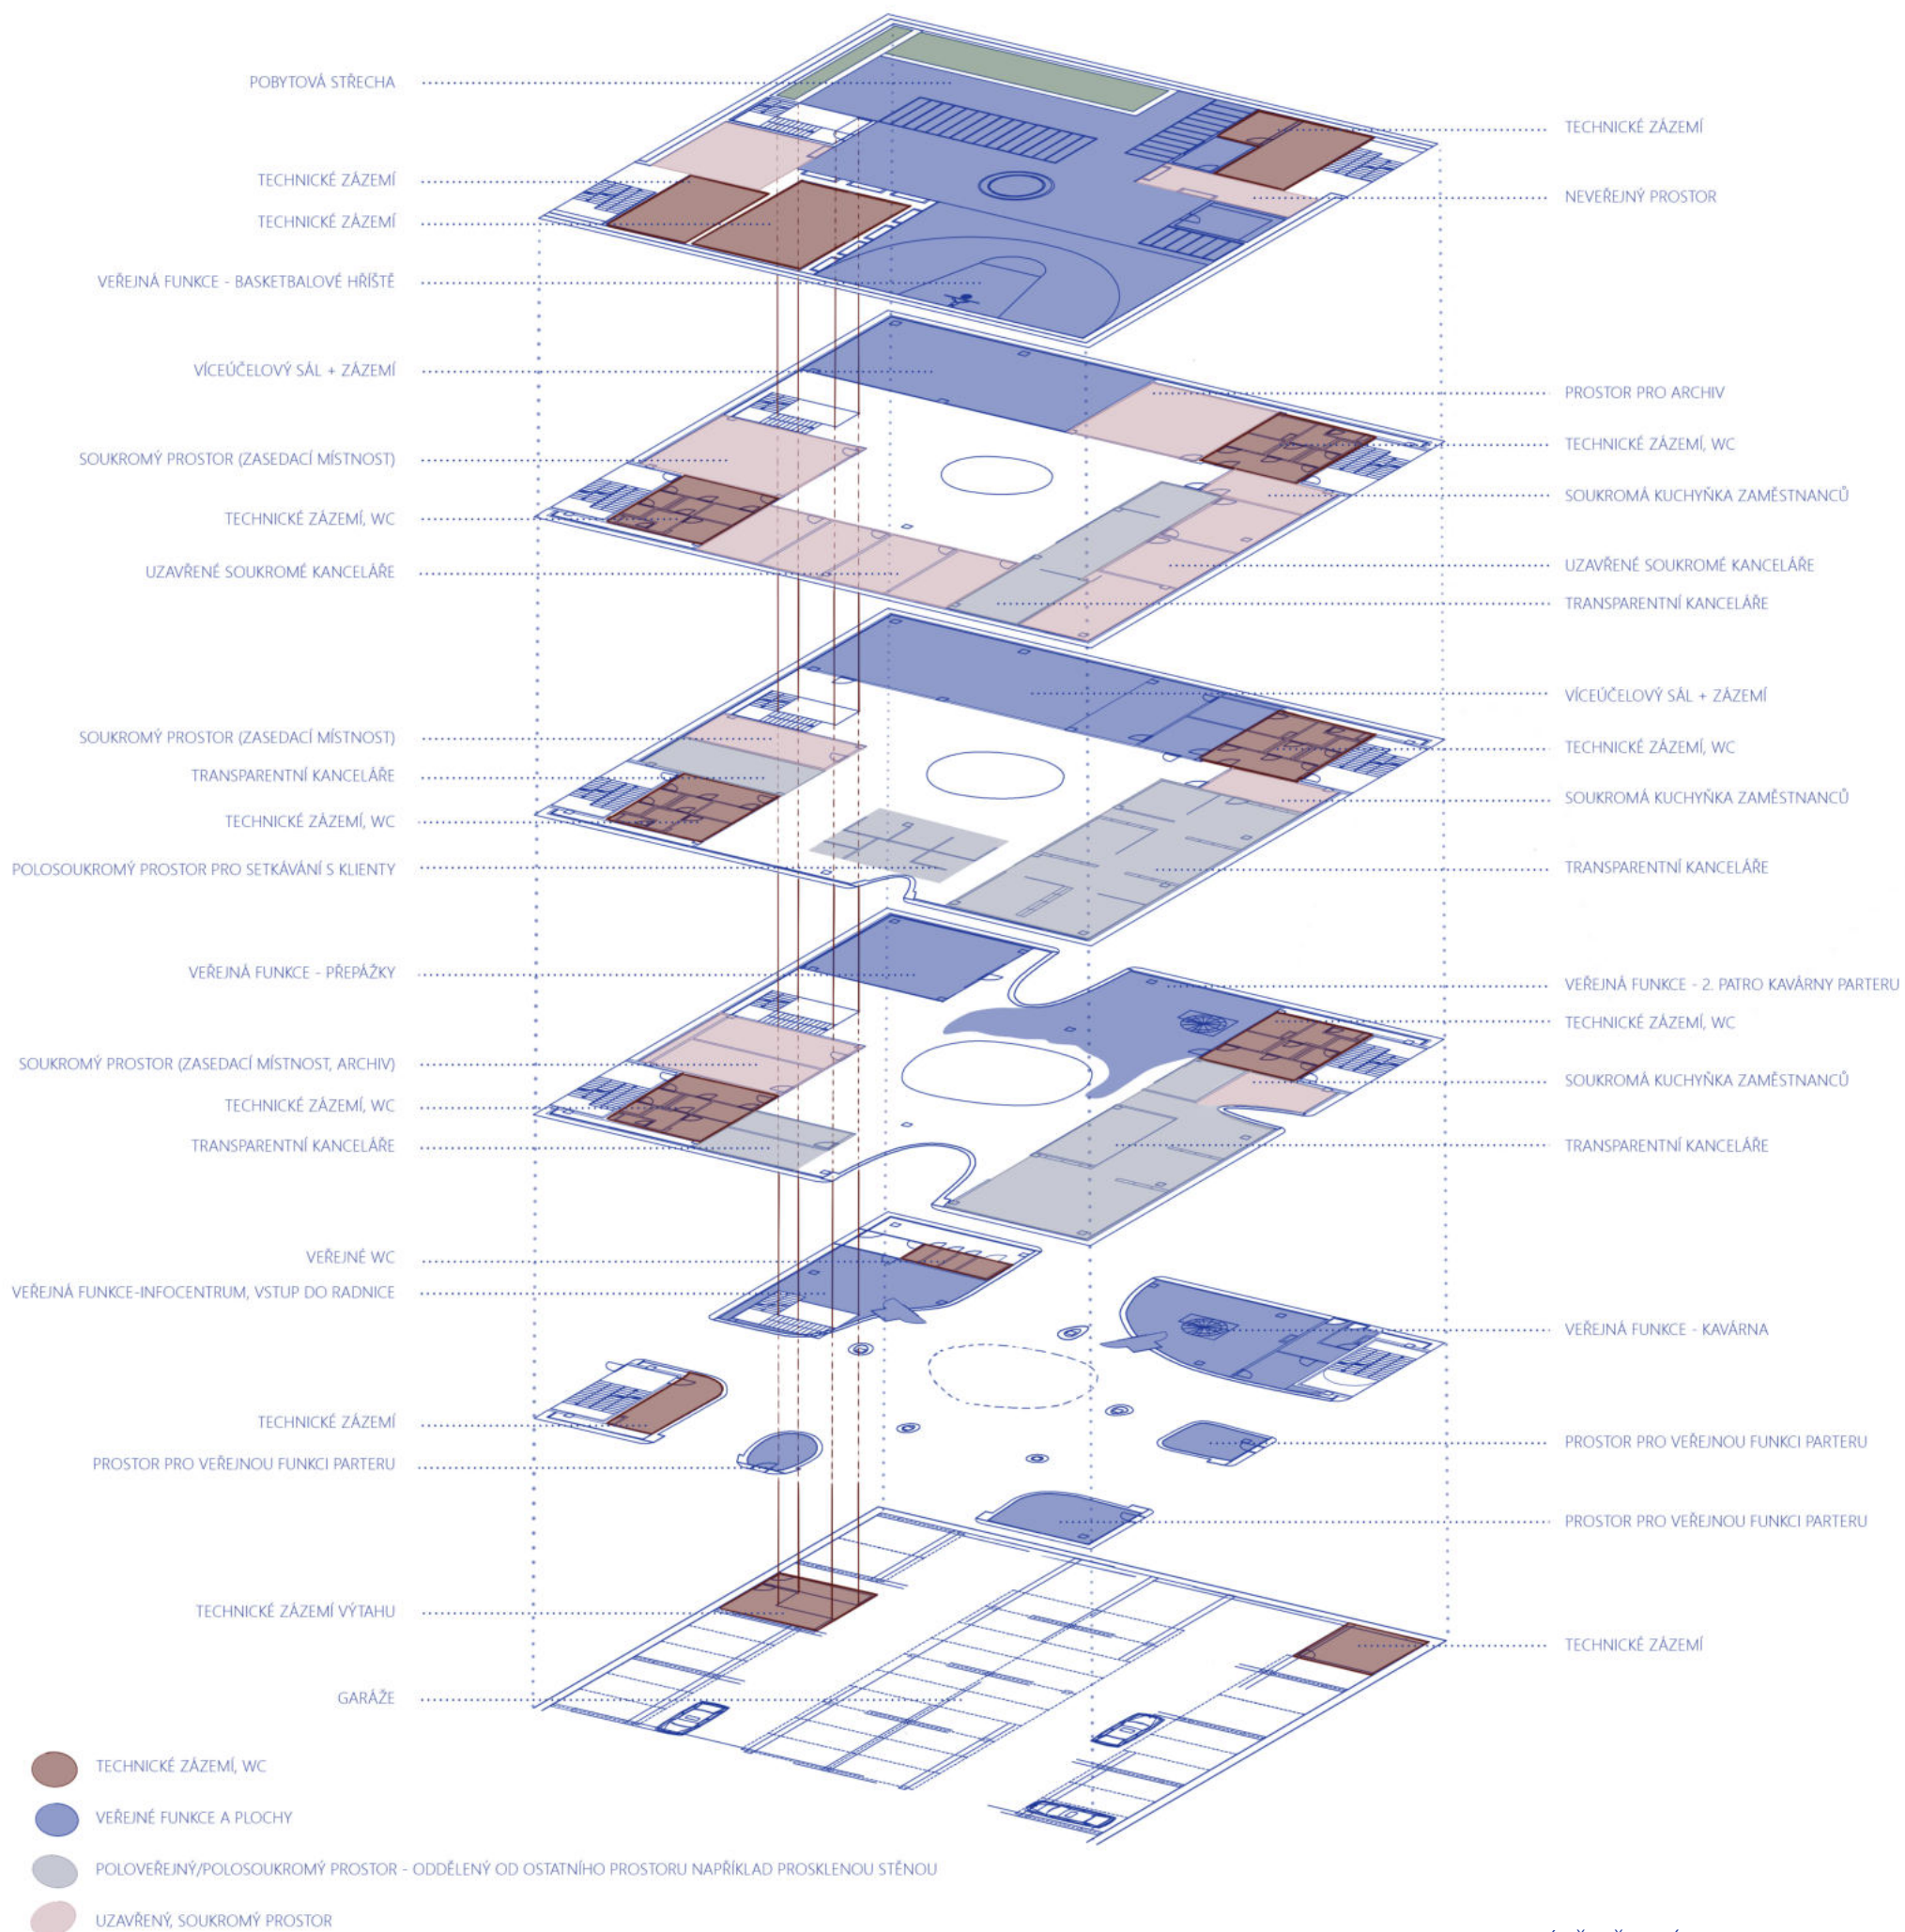 POBYTOVÁ STŘECHA
TECHNICKÉ ZÁZEMÍ
TECHNICKÉ ZÁZEMÍ
NEVEŘEJNÝ PROSTOR
TECHNICKÉ ZÁZEMÍ
VEŘEJNÁ FUNKCE - BASKETBALOVÉ HŘÍŠTĚ
VÍCEÚČELOVÝ SÁL + ZÁZEMÍ
PROSTOR PRO ARCHIV
TECHNICKÉ ZÁZEMÍ, WC
SOUKROMÝ PROSTOR (ZASEDACÍ MÍSTNOST)
SOUKROMÁ KUCHYŇKA ZAMĚSTNANCŮ
TECHNICKÉ ZÁZEMÍ, WC
UZAVŘENÉ SOUKROMÉ KANCELÁŘE
UZAVŘENÉ SOUKROMÉ KANCELÁŘE
TRANSPARENTNÍ KANCELÁŘE
VÍCEÚČELOVÝ SÁL + ZÁZEMÍ
SOUKROMÝ PROSTOR (ZASEDACÍ MÍSTNOST)
TECHNICKÉ ZÁZEMÍ, WC
TRANSPARENTNÍ KANCELÁŘE
SOUKROMÁ KUCHYŇKA ZAMĚSTNANCŮ
TECHNICKÉ ZÁZEMÍ, WC
POLOSOUKROMÝ PROSTOR PRO SETKÁVÁNÍ S KLIENTY
TRANSPARENTNÍ KANCELÁŘE
VEŘEJNÁ FUNKCE - PŘEPÁŽKY
VEŘEJNÁ FUNKCE - 2. PATRO KAVÁRNY PARTERU
TECHNICKÉ ZÁZEMÍ, WC
SOUKROMÝ PROSTOR (ZASEDACÍ MÍSTNOST, ARCHIV)
SOUKROMÁ KUCHYŇKA ZAMĚSTNANCŮ
TECHNICKÉ ZÁZEMÍ, WC
TRANSPARENTNÍ KANCELÁŘE
TRANSPARENTNÍ KANCELÁŘE
VEŘEJNÉ WC
VEŘEJNÁ FUNKCE-INFOCENTRUM, VSTUP DO RADNICE
VEŘEJNÁ FUNKCE - KAVÁRNA
TECHNICKÉ ZÁZEMÍ
PROSTOR PRO VEŘEJNOU FUNKCI PARTERU
PROSTOR PRO VEŘEJNOU FUNKCI PARTERU
PROSTOR PRO VEŘEJNOU FUNKCI PARTERU
TECHNICKÉ ZÁZEMÍ VÝTAHU
TECHNICKÉ ZÁZEMÍ
GARÁŽE
TECHNICKÉ ZÁZEMÍ, WC
VEŘEJNÉ FUNKCE A PLOCHY
POLOVEŘEJNÝ/POLOSOUKROMÝ PROSTOR - ODDĚLENÝ OD OSTATNÍHO PROSTORU NAPŘÍKLAD PROSKLENOU STĚNOU
UZAVŘENÝ, SOUKROMÝ PROSTOR